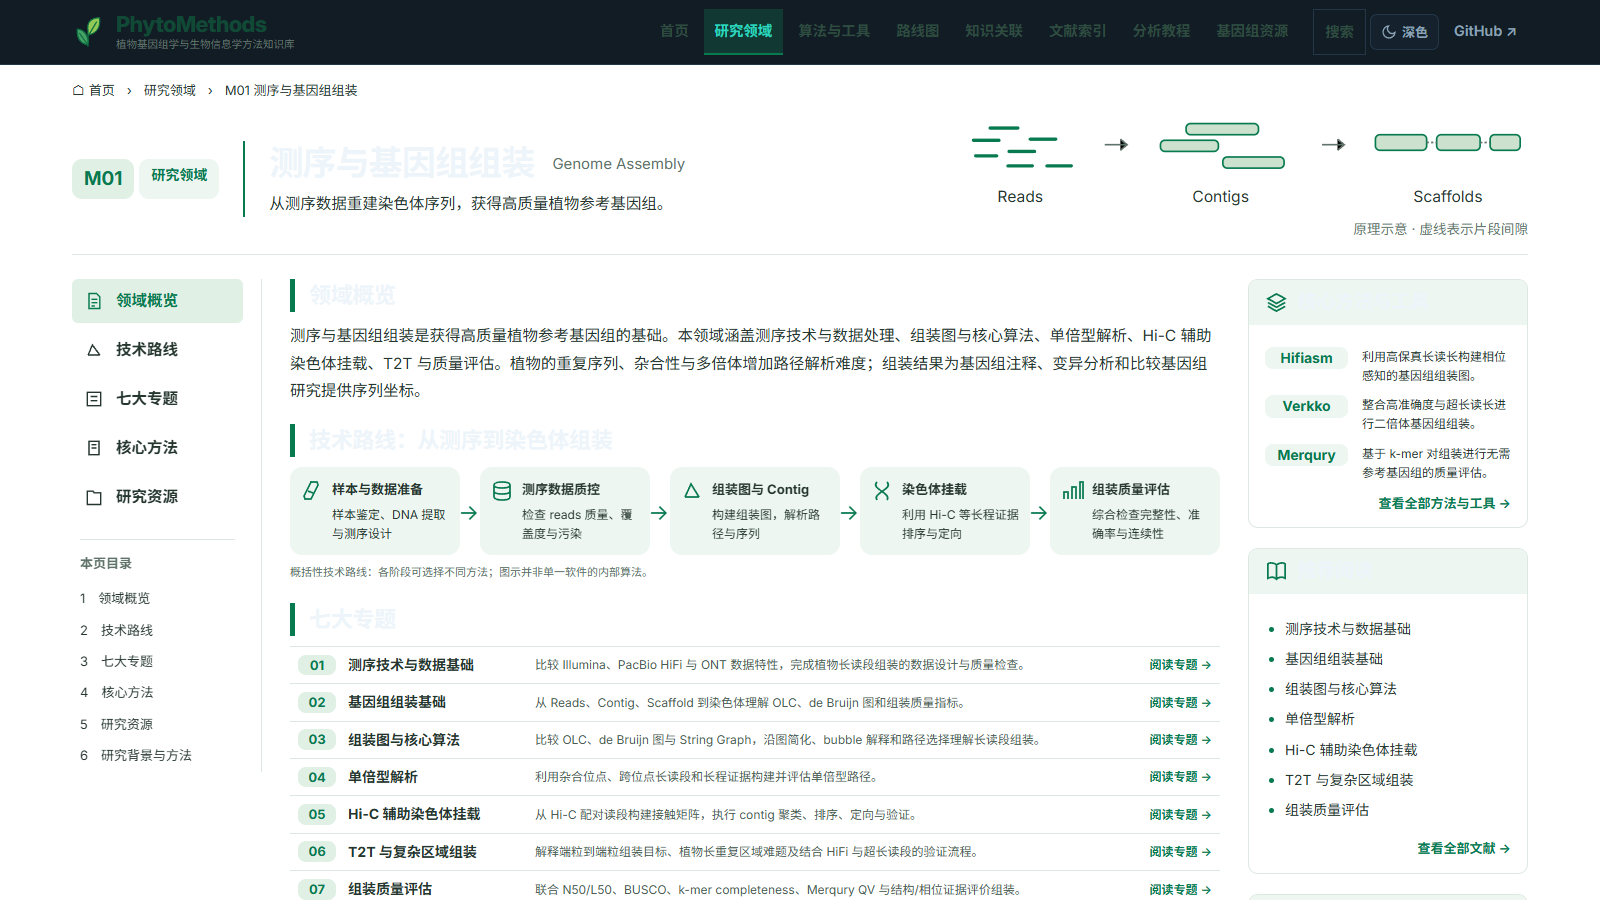 PhytoMethods
植物基因组学与生物信息学方法知识库
首页 研究领域 算法与工具 路线图 知识关联 文献索引 分析教程 基因组资源 搜索 深色 GitHub ↗
首页 › 研究领域 › M01 测序与基因组组装
M01 研究领域
测序与基因组组装 Genome Assembly
从测序数据重建染色体序列，获得高质量植物参考基因组。
Reads Contigs Scaffolds
原理示意 · 虚线表示片段间隙
领域概览
技术路线
七大专题
核心方法
研究资源
本页目录
1 领域概览
2 技术路线
3 七大专题
4 核心方法
5 研究资源
6 研究背景与方法
领域概览
测序与基因组组装是获得高质量植物参考基因组的基础。本领域涵盖测序技术与数据处理、组装图与核心算法、单倍型解析、Hi-C 辅助
染色体挂载、T2T 与质量评估。植物的重复序列、杂合性与多倍体增加路径解析难度；组装结果为基因组注释、变异分析和比较基因组
研究提供序列坐标。
技术路线：从测序到染色体组装
样本与数据准备
样本鉴定、DNA 提取
与测序设计
测序数据质控
检查 reads 质量、覆
盖度与污染
组装图与 Contig
构建组装图，解析路
径与序列
染色体挂载
利用 Hi-C 等长程证据
排序与定向
组装质量评估
综合检查完整性、准
确率与连续性
概括性技术路线：各阶段可选择不同方法；图示并非单一软件的内部算法。
七大专题
01 测序技术与数据基础 比较 Illumina、PacBio HiFi 与 ONT 数据特性，完成植物长读段组装的数据设计与质量检查。 阅读专题 →
02 基因组组装基础 从 Reads、Contig、Scaffold 到染色体理解 OLC、de Bruijn 图和组装质量指标。 阅读专题 →
03 组装图与核心算法 比较 OLC、de Bruijn 图与 String Graph，沿图简化、bubble 解释和路径选择理解长读段组装。 阅读专题 →
04 单倍型解析 利用杂合位点、跨位点长读段和长程证据构建并评估单倍型路径。 阅读专题 →
05 Hi-C 辅助染色体挂载 从 Hi-C 配对读段构建接触矩阵，执行 contig 聚类、排序、定向与验证。 阅读专题 →
06 T2T 与复杂区域组装 解释端粒到端粒组装目标、植物长重复区域难题及结合 HiFi 与超长读段的验证流程。 阅读专题 →
07 组装质量评估 联合 N50/L50、BUSCO、k-mer completeness、Merqury QV 与结构/相位证据评价组装。 阅读专题 →
Hifiasm 利用高保真长读长构建相位
感知的基因组组装图。
Verkko 整合高准确度与超长读长进
行二倍体基因组组装。
Merqury 基于 k-mer 对组装进行无需
参考基因组的质量评估。
查看全部方法与工具 →
测序技术与数据基础
基因组组装基础
组装图与核心算法
单倍型解析
Hi-C 辅助染色体挂载
T2T 与复杂区域组装
组装质量评估
查看全部文献 →